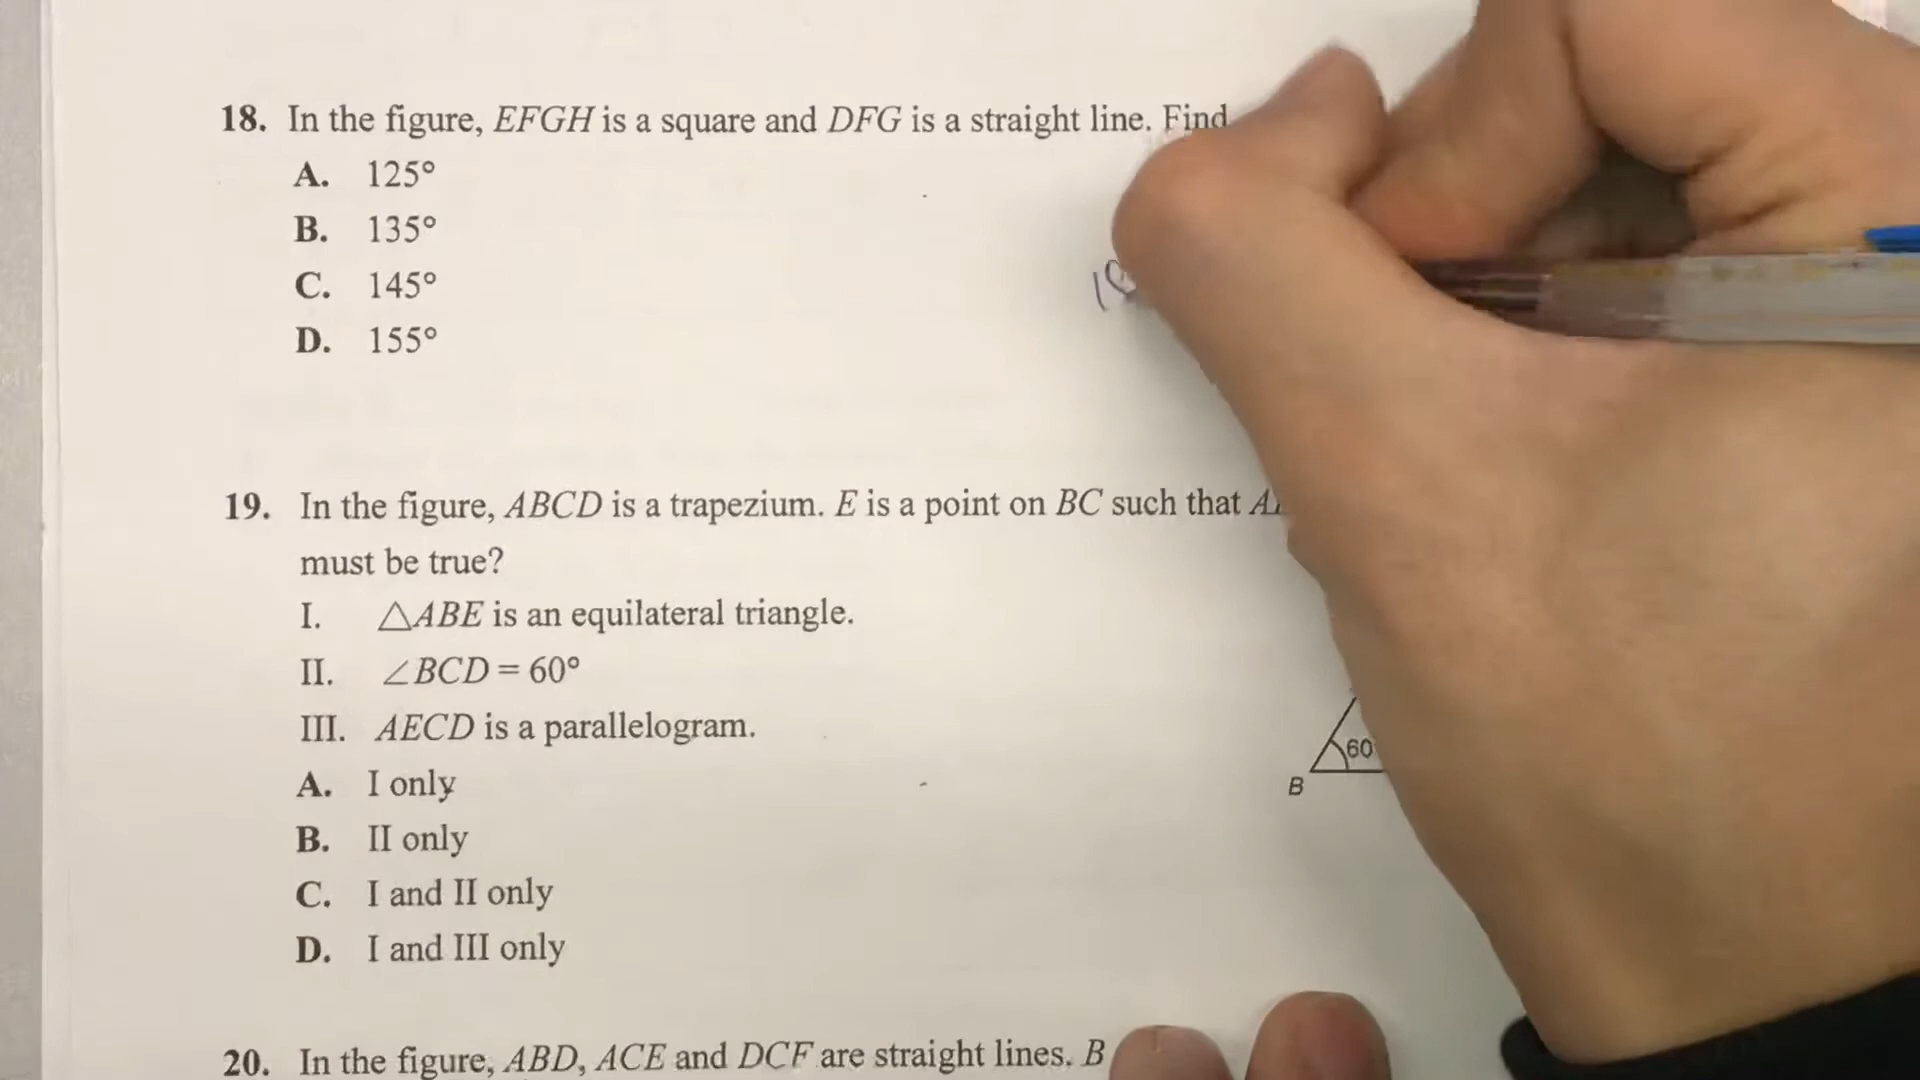 18. In the figure, EFGH is a square and DFG is a straight line. Find
A. 125°
B. 135°
C. 145°
D. 155°
19. In the figure, ABCD is a trapezium. E is a point on BC such that
must be true?
I. △ABE is an equilateral triangle.
II. ∠BCD = 60°
III. AECD is a parallelogram.
60
B
A. I only
B. II only
C. I and II only
D. I and III only
20. In the figure, ABD, ACE and DCF are straight lines. B